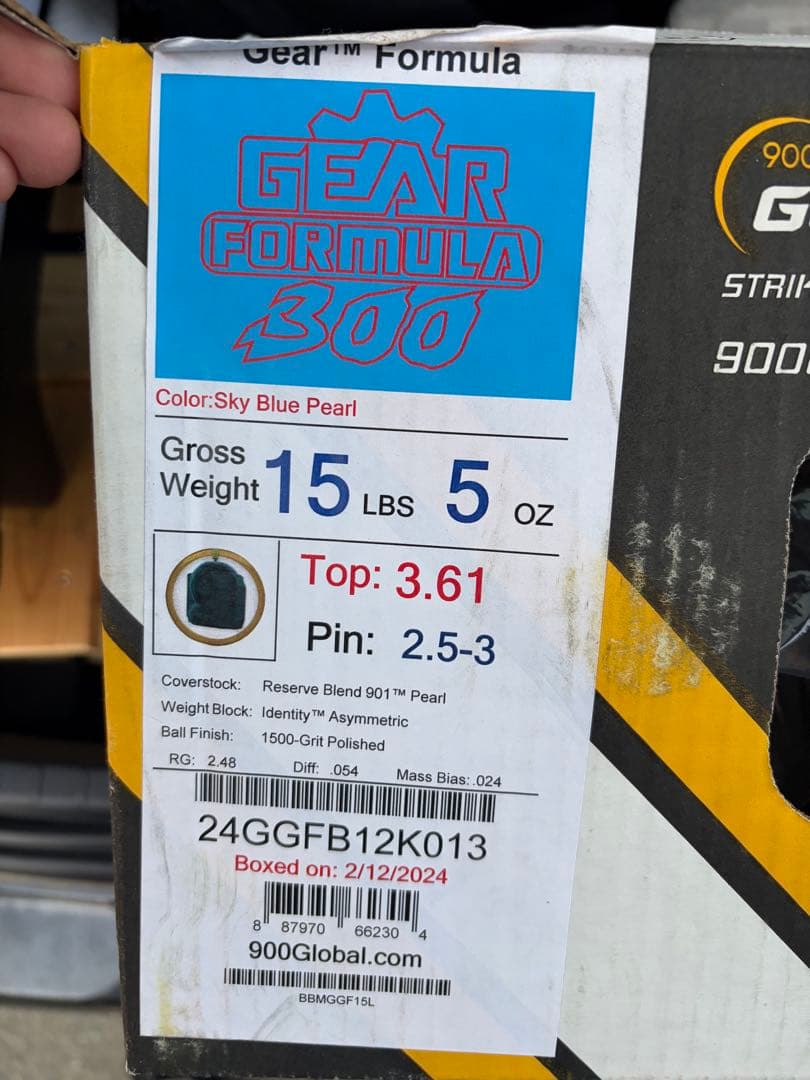 Gear™ Formula
GEAR
FORMULA
300
Color:Sky Blue Pearl
Gross
Weight 15 LBS 5 OZ
Top: 3.61
Pin: 2.5-3
Coverstock: Reserve Blend 901™ Pearl
Weight Block: Identity™ Asymmetric
Ball Finish: 1500-Grit Polished
RG: 2.48 Diff: .054 Mass Bias: .024
24GGFB12K013
Boxed on: 2/12/2024
8 87970 66230 4
900Global.com
BBMGGF15L
900
G
STRIK
900